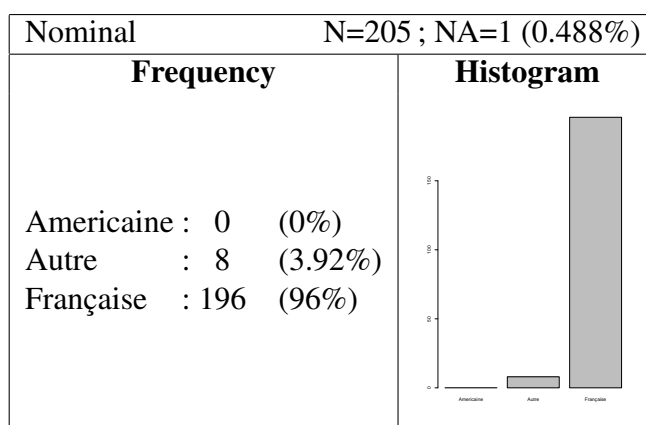 Nominal N=205 ; NA=1 (0.488%)
Frequency Histogram
Americaine : 0 (0%)
Autre : 8 (3.92%)
Française : 196 (96%)
150
100
50
0
Americaine Autre Française